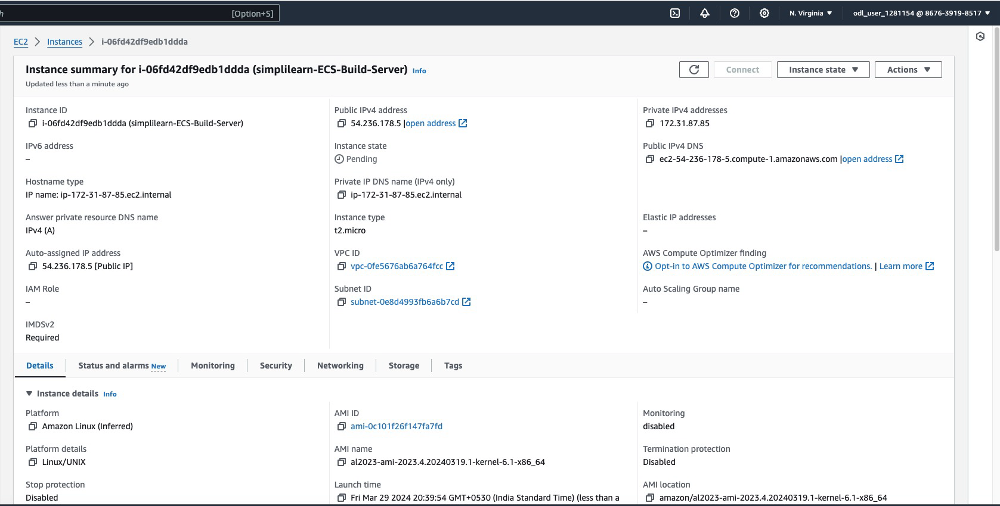 [Option+S]
N. Virginia ▼
odl_user_1281154 @ 8676-3919-8517 ▼
EC2 > Instances > i-06fd42df9edb1ddda
Instance summary for i-06fd42df9edb1ddda (simplilearn-ECS-Build-Server) Info
Updated less than a minute ago
Connect
Instance state ▼
Actions ▼
Instance ID
i-06fd42df9edb1ddda (simplilearn-ECS-Build-Server)
Public IPv4 address
54.236.178.5 |open address
Private IPv4 addresses
172.31.87.85
IPv6 address
–
Instance state
Pending
Public IPv4 DNS
ec2-54-236-178-5.compute-1.amazonaws.com |open address
Hostname type
IP name: ip-172-31-87-85.ec2.internal
Private IP DNS name (IPv4 only)
ip-172-31-87-85.ec2.internal
Answer private resource DNS name
IPv4 (A)
Instance type
t2.micro
Elastic IP addresses
–
Auto-assigned IP address
54.236.178.5 [Public IP]
VPC ID
vpc-0fe5676ab6a764fcc
AWS Compute Optimizer finding
Opt-in to AWS Compute Optimizer for recommendations. | Learn more
IAM Role
–
Subnet ID
subnet-0e8d4993fb6a6b7cd
Auto Scaling Group name
–
IMDSv2
Required
Details
Status and alarms New
Monitoring
Security
Networking
Storage
Tags
▼ Instance details Info
Platform
Amazon Linux (Inferred)
AMI ID
ami-0c101f26f147fa7fd
Monitoring
disabled
Platform details
Linux/UNIX
AMI name
al2023-ami-2023.4.20240319.1-kernel-6.1-x86_64
Termination protection
Disabled
Stop protection
Disabled
Launch time
Fri Mar 29 2024 20:39:54 GMT+0530 (India Standard Time) (less than a
AMI location
amazon/al2023-ami-2023.4.20240319.1-kernel-6.1-x86_64